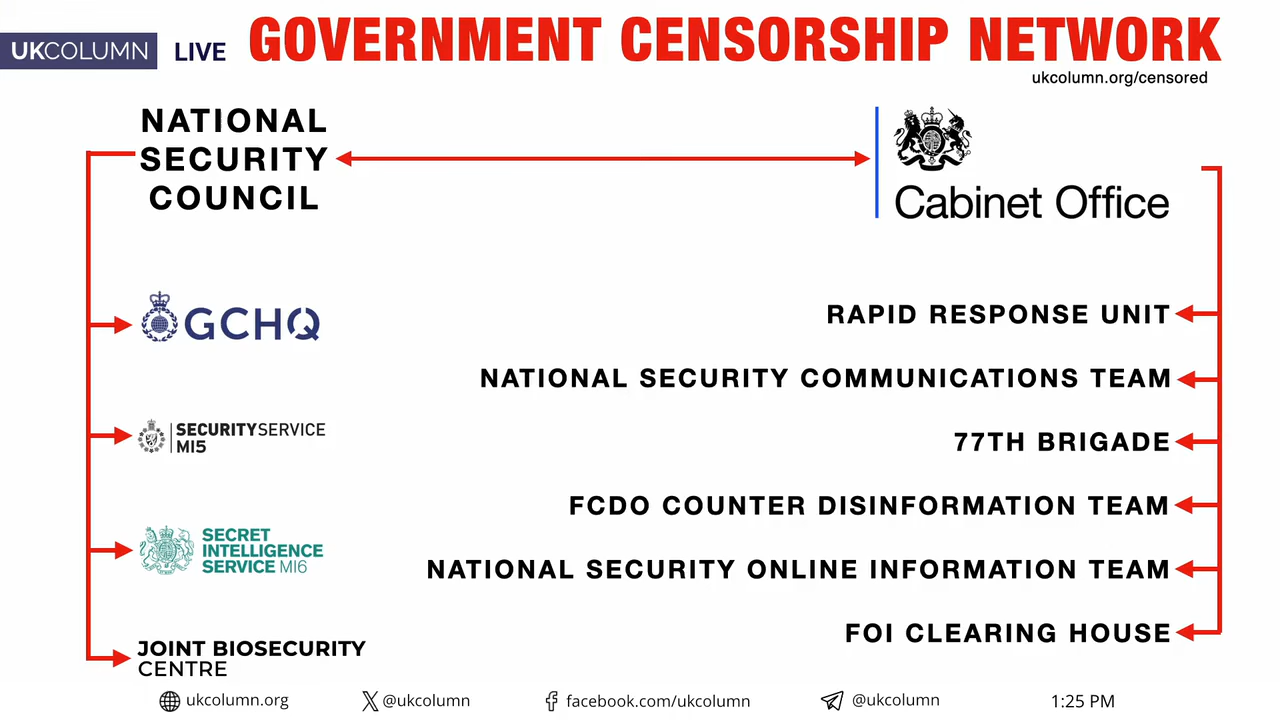 UKCOLUMN LIVE GOVERNMENT CENSORSHIP NETWORK
ukcolumn.org/censored
NATIONAL
SECURITY
COUNCIL
Cabinet Office
GCHQ
SECURITYSERVICE
MI5
SECRET
INTELLIGENCE
SERVICE MI6
JOINT BIOSECURITY
CENTRE
RAPID RESPONSE UNIT
NATIONAL SECURITY COMMUNICATIONS TEAM
77TH BRIGADE
FCDO COUNTER DISINFORMATION TEAM
NATIONAL SECURITY ONLINE INFORMATION TEAM
FOI CLEARING HOUSE
ukcolumn.org @ukcolumn facebook.com/ukcolumn @ukcolumn 1:25 PM